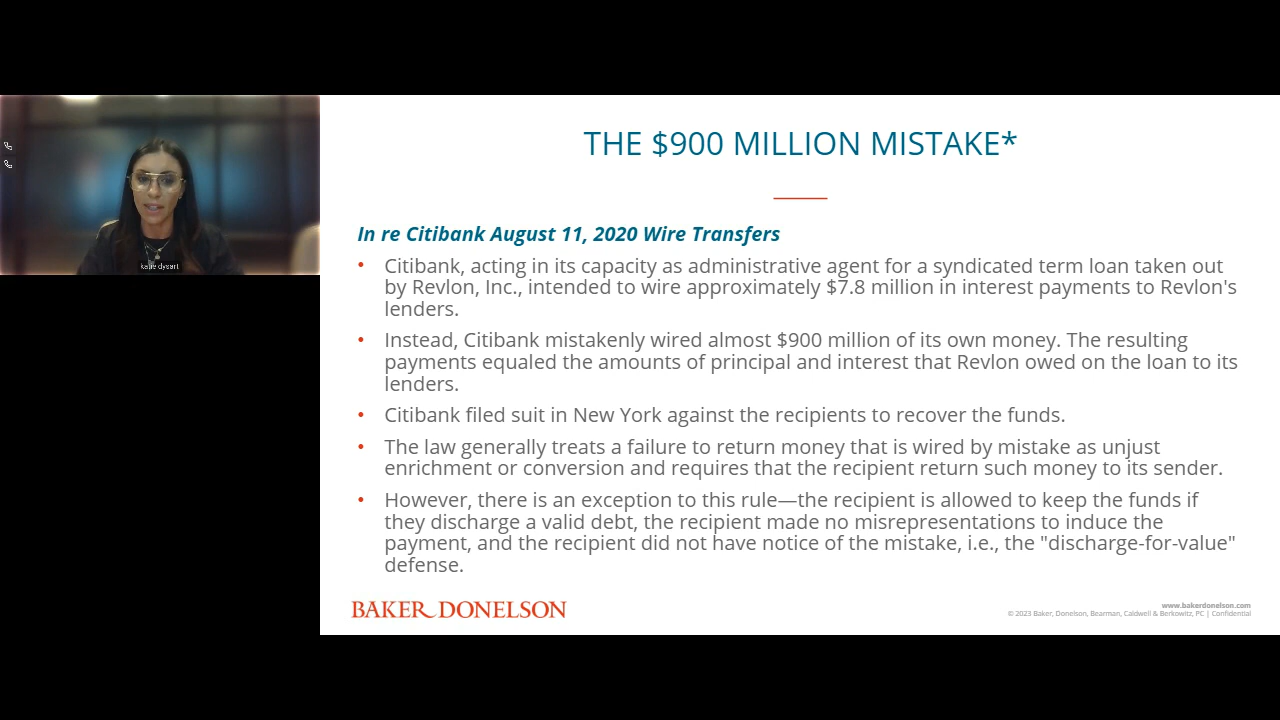 THE $900 MILLION MISTAKE*
katie dysart
In re Citibank August 11, 2020 Wire Transfers
• Citibank, acting in its capacity as administrative agent for a syndicated term loan taken out
by Revlon, Inc., intended to wire approximately $7.8 million in interest payments to Revlon's
lenders.
• Instead, Citibank mistakenly wired almost $900 million of its own money. The resulting
payments equaled the amounts of principal and interest that Revlon owed on the loan to its
lenders.
• Citibank filed suit in New York against the recipients to recover the funds.
• The law generally treats a failure to return money that is wired by mistake as unjust
enrichment or conversion and requires that the recipient return such money to its sender.
• However, there is an exception to this rule—the recipient is allowed to keep the funds if
they discharge a valid debt, the recipient made no misrepresentations to induce the
payment, and the recipient did not have notice of the mistake, i.e., the "discharge-for-value"
defense.
BAKER DONELSON
www.bakerdonelson.com
© 2023 Baker, Donelson, Bearman, Caldwell & Berkowitz, PC | Confidential